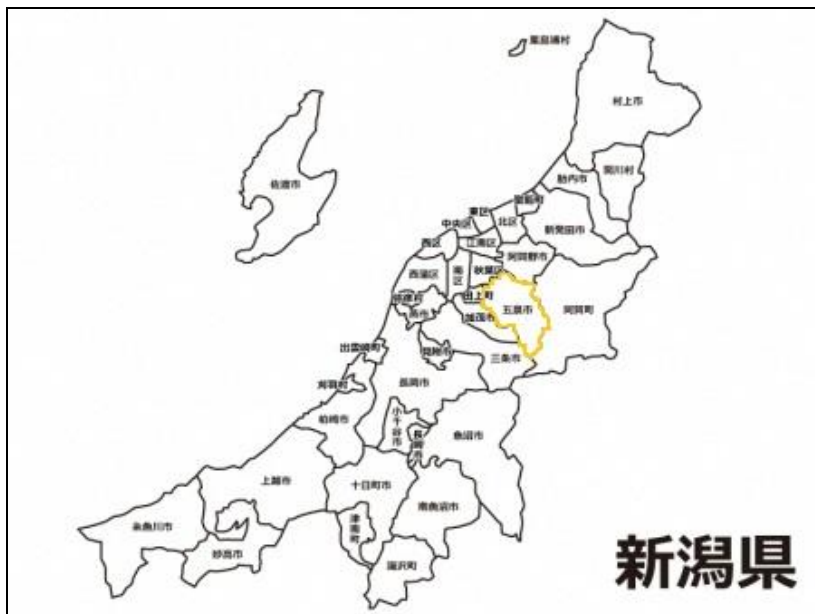 粟島浦村
村上市
関川村
胎内市
佐渡市
聖籠町
東区
北区
中央区
新発田市
西区
江南区
阿賀野市
秋葉区
西蒲区
南区
田上町
五泉市
阿賀町
弥彦村
燕市
加茂市
出雲崎町
見附市
三条市
刈羽村
長岡市
小千谷市
柏崎市
長岡市
魚沼市
上越市
十日町市
南魚沼市
津南町
糸魚川市
妙高市
湯沢町
新潟県